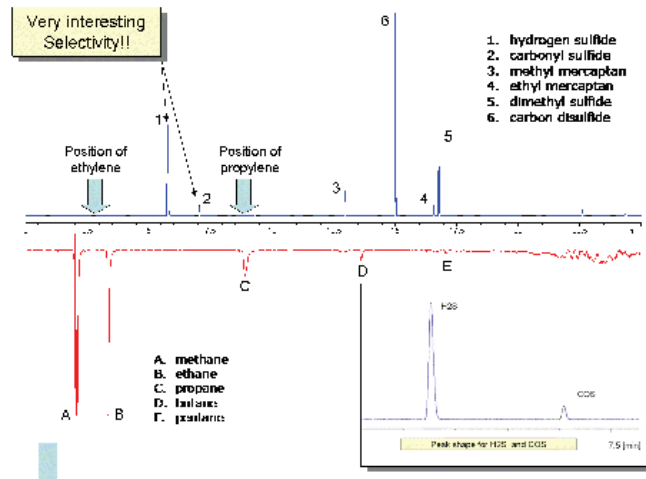 Very interesting
Selectivity!!
6
1. hydrogen sulfide
2. carbonyl sulfide
3. methyl mercaptan
4. ethyl mercaptan
5. dimethyl sulfide
6. carbon disulfide
1
5
Position of
ethylene
Position of
propylene
2
3
4
C
D
E
A
B
A. methane
B. ethane
C. propane
D. butane
E. pentane
H2S
COS
Peak shape for H2S and COS
7.5 [min]